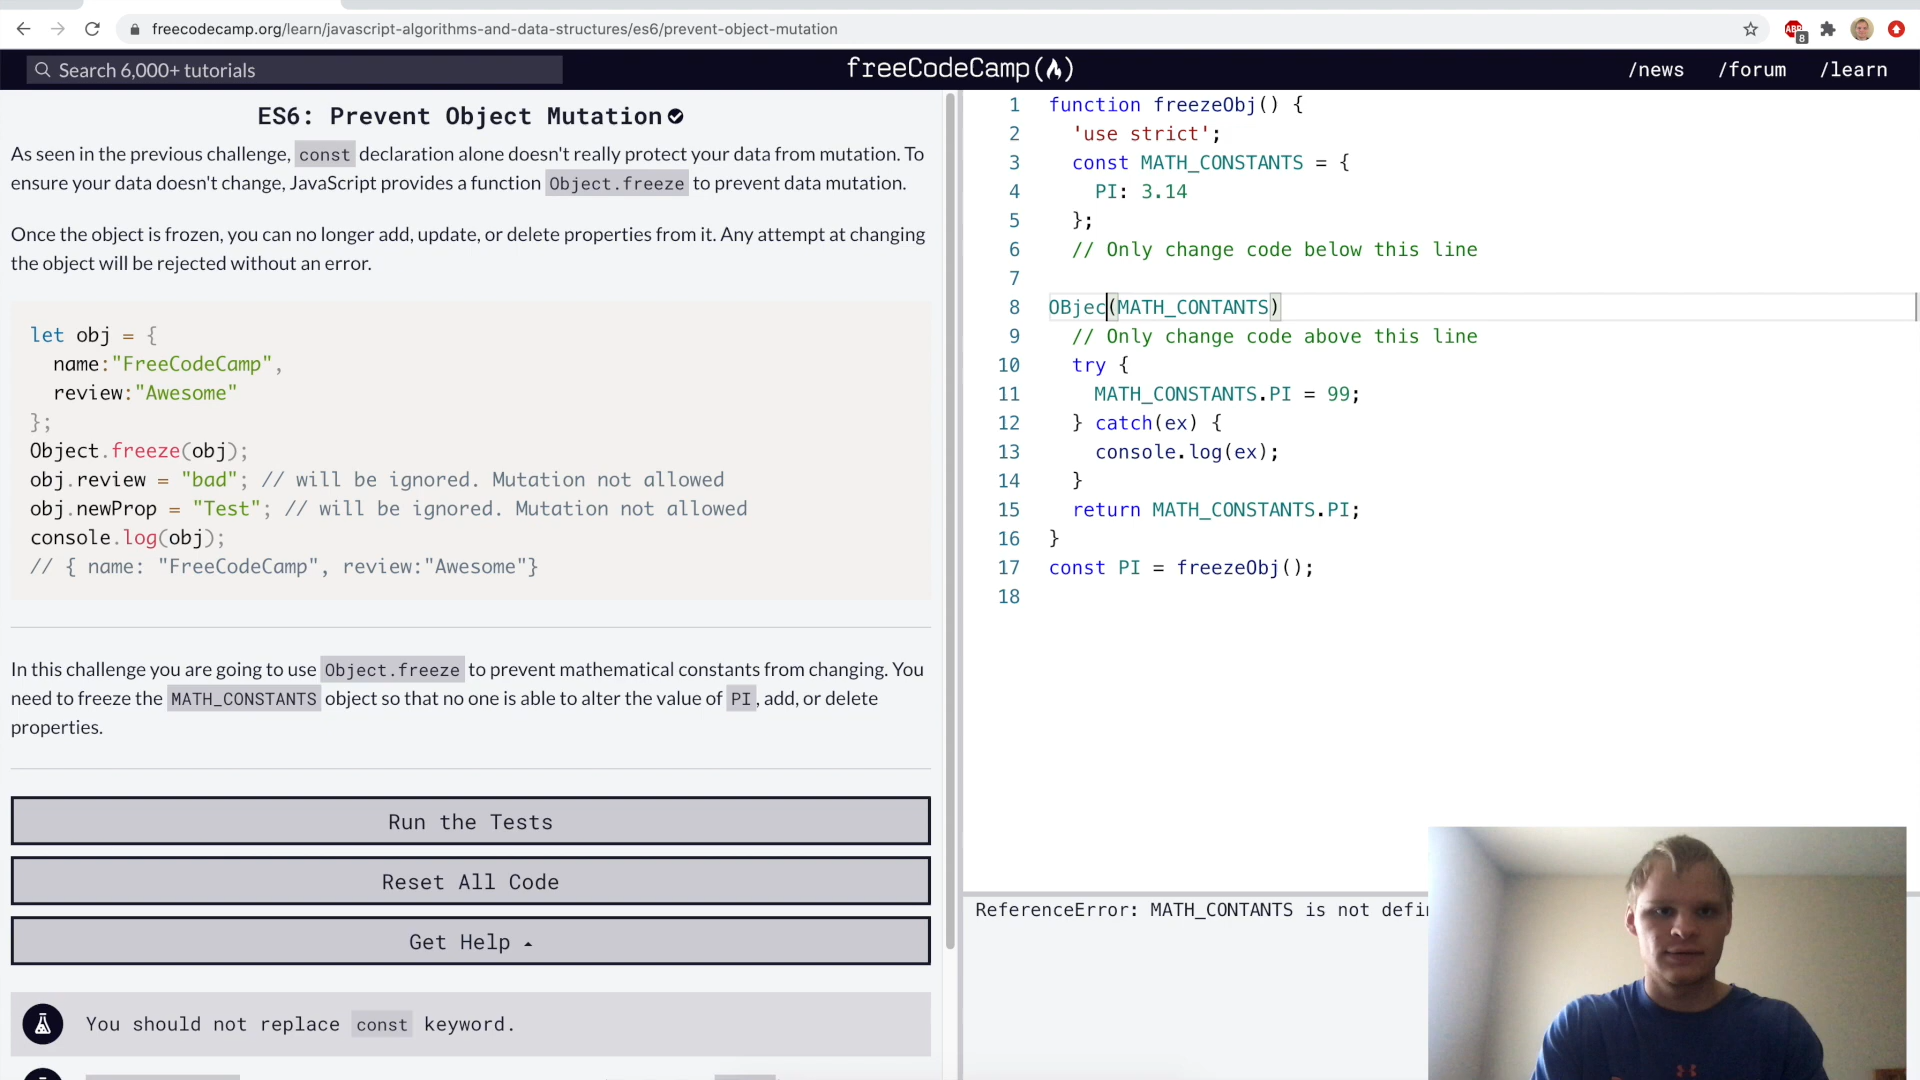 freecodecamp.org/learn/javascript-algorithms-and-data-structures/es6/prevent-object-mutation
ABP
8
Search 6,000+ tutorials
freeCodeCamp(🔥)
/news /forum /learn
ES6: Prevent Object Mutation
As seen in the previous challenge, const declaration alone doesn't really protect your data from mutation. To
ensure your data doesn't change, JavaScript provides a function Object.freeze to prevent data mutation.
Once the object is frozen, you can no longer add, update, or delete properties from it. Any attempt at changing
the object will be rejected without an error.
let obj = {
name:"FreeCodeCamp",
review:"Awesome"
};
Object.freeze(obj);
obj.review = "bad"; // will be ignored. Mutation not allowed
obj.newProp = "Test"; // will be ignored. Mutation not allowed
console.log(obj);
// { name: "FreeCodeCamp", review:"Awesome"}
In this challenge you are going to use Object.freeze to prevent mathematical constants from changing. You
need to freeze the MATH_CONSTANTS object so that no one is able to alter the value of PI, add, or delete
properties.
Run the Tests
Reset All Code
Get Help
You should not replace const keyword.
1 function freezeObj() {
2 'use strict';
3 const MATH_CONSTANTS = {
4 PI: 3.14
5 };
6 // Only change code below this line
7
8 OBjec(MATH_CONTANTS)
9 // Only change code above this line
10 try {
11 MATH_CONSTANTS.PI = 99;
12 } catch(ex) {
13 console.log(ex);
14 }
15 return MATH_CONSTANTS.PI;
16 }
17 const PI = freezeObj();
18
ReferenceError: MATH_CONTANTS is not defin